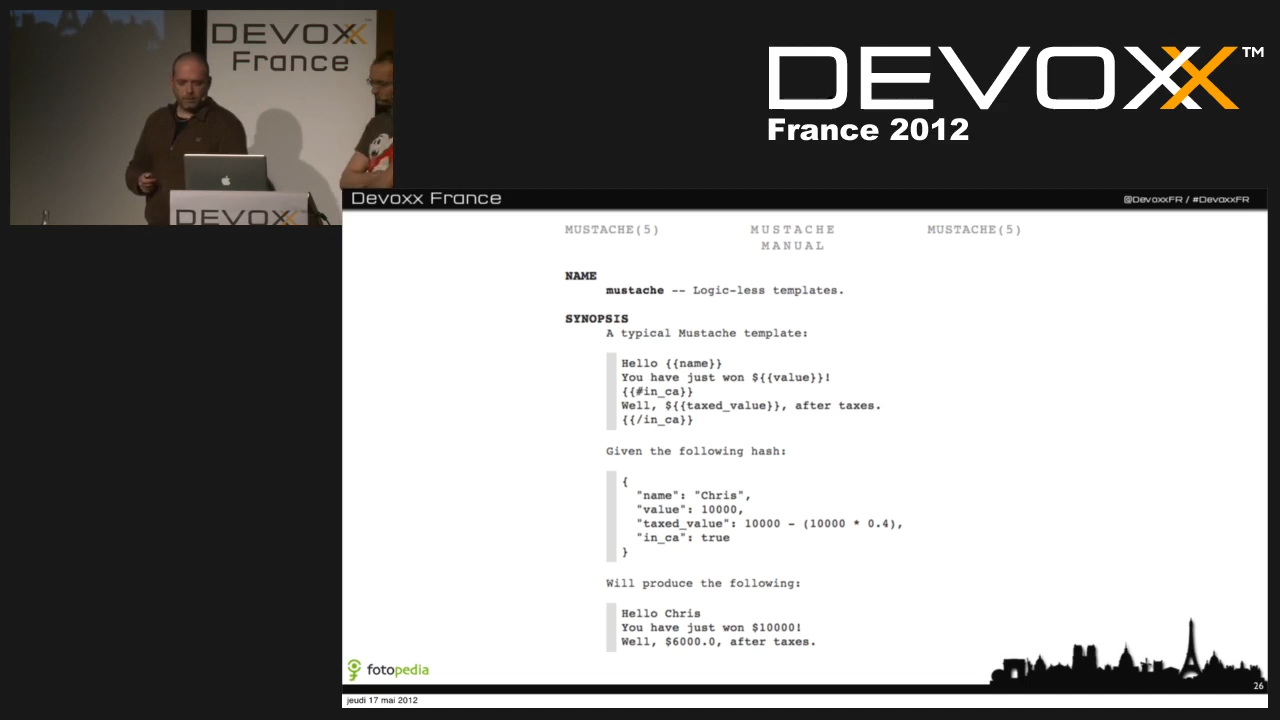 DEVOXX™
France
DEVOXX
DEVOXX™
France 2012
Devoxx France
@DevoxxFR / #DevoxxFR
MUSTACHE(5) MUSTACHE MUSTACHE(5)
MANUAL
NAME
mustache -- Logic-less templates.
SYNOPSIS
A typical Mustache template:
Hello {{name}}
You have just won ${{value}}!
{{#in_ca}}
Well, ${{taxed_value}}, after taxes.
{{/in_ca}}
Given the following hash:
{
"name": "Chris",
"value": 10000,
"taxed_value": 10000 - (10000 * 0.4),
"in_ca": true
}
Will produce the following:
Hello Chris
You have just won $10000!
Well, $6000.0, after taxes.
fotopedia
26
jeudi 17 mai 2012